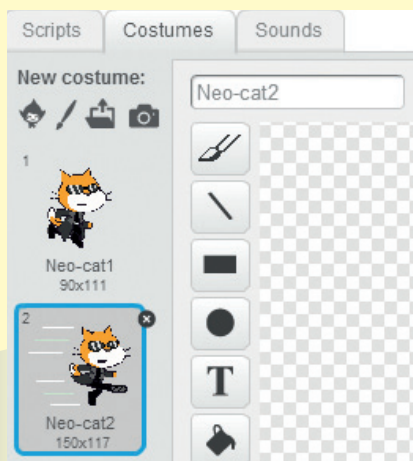 Scripts
Costumes
Sounds
New costume:
Neo-cat2
1
Neo-cat1
90x111
2
Neo-cat2
150x117
T